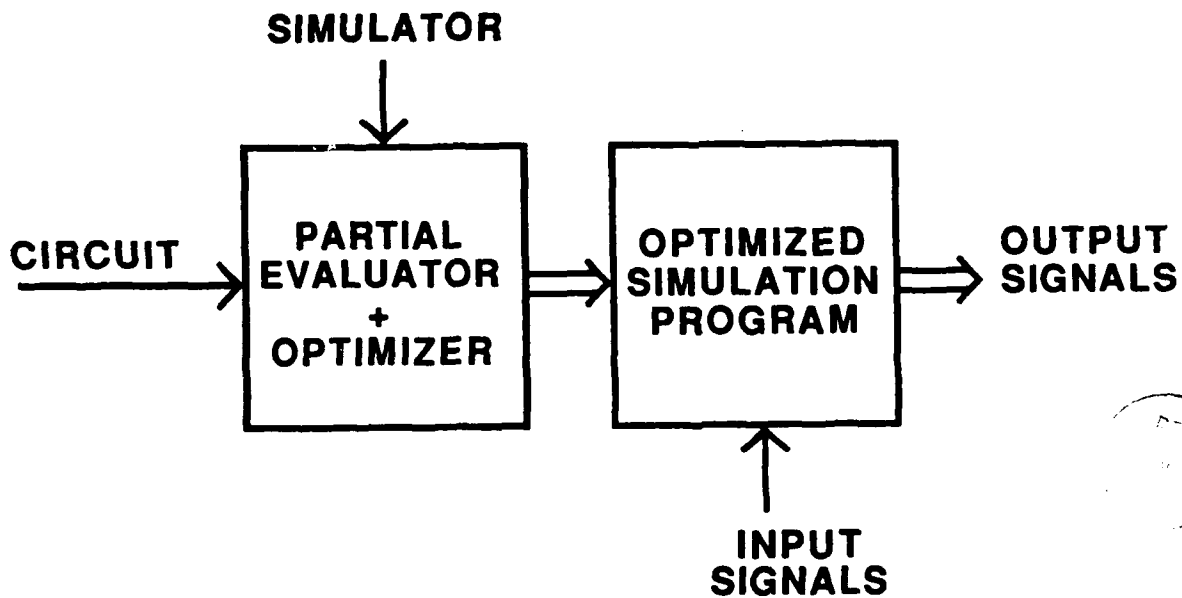 SIMULATOR
CIRCUIT
PARTIAL
EVALUATOR
+
OPTIMIZER
OPTIMIZED
SIMULATION
PROGRAM
OUTPUT
SIGNALS
INPUT
SIGNALS